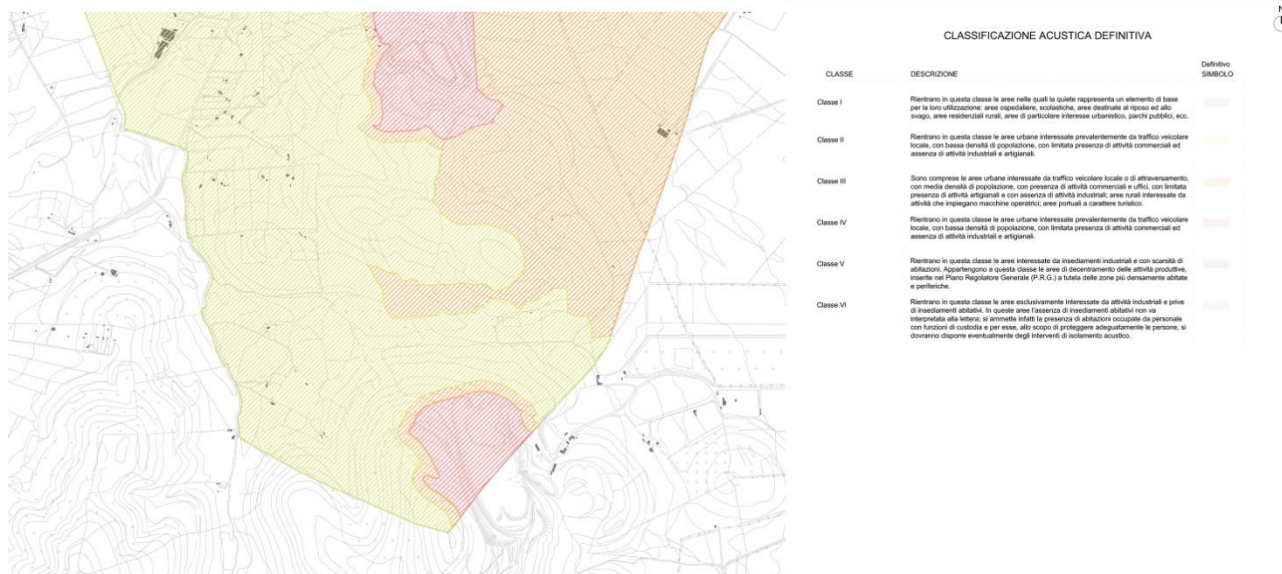 N
CLASSIFICAZIONE ACUSTICA DEFINITIVA
CLASSE
DESCRIZIONE
Definitivo
SIMBOLO
Classe I
Rientrano in questa classe le aree nelle quali la quiete rappresenta un elemento di base
per la loro utilizzazione: aree ospedaliere, scolastiche, aree destinate al riposo ed allo
svago, aree residenziali rurali, aree di particolare interesse urbanistico, parchi pubblici, ecc.
Classe II
Rientrano in questa classe le aree urbane interessate prevalentemente da traffico veicolare
locale, con bassa densità di popolazione, con limitata presenza di attività commerciali ed
assenza di attività industriali e artigianali.
Classe III
Sono comprese le aree urbane interessate da traffico veicolare locale o di attraversamento,
con media densità di popolazione, con presenza di attività commerciali e uffici, con limitata
presenza di attività artigianali e con assenza di attività industriali; aree rurali interessate da
attività che impiegano macchine operatrici; aree portuali a carattere turistico.
Classe IV
Rientrano in questa classe le aree urbane interessate prevalentemente da traffico veicolare
locale, con bassa densità di popolazione, con limitata presenza di attività commerciali ed
assenza di attività industriali e artigianali.
Classe V
Rientrano in questa classe le aree interessate da insediamenti industriali e con scarsità di
abitazioni. Appartengono a questa classe le aree di decentramento delle attività produttive,
inserite nel Piano Regolatore Generale (P.R.G.) a tutela delle zone più densamente abitate
e periferiche.
Classe VI
Rientrano in questa classe le aree esclusivamente interessate da attività industriali e prive
di insediamenti abitativi. In queste aree l'assenza di insediamenti abitativi non va
interpretata alla lettera; si ammette infatti la presenza di abitazioni occupate da personale
con funzioni di custodia e per esse, allo scopo di proteggere adeguatamente le persone, si
dovranno disporre eventualmente degli interventi di isolamento acustico.